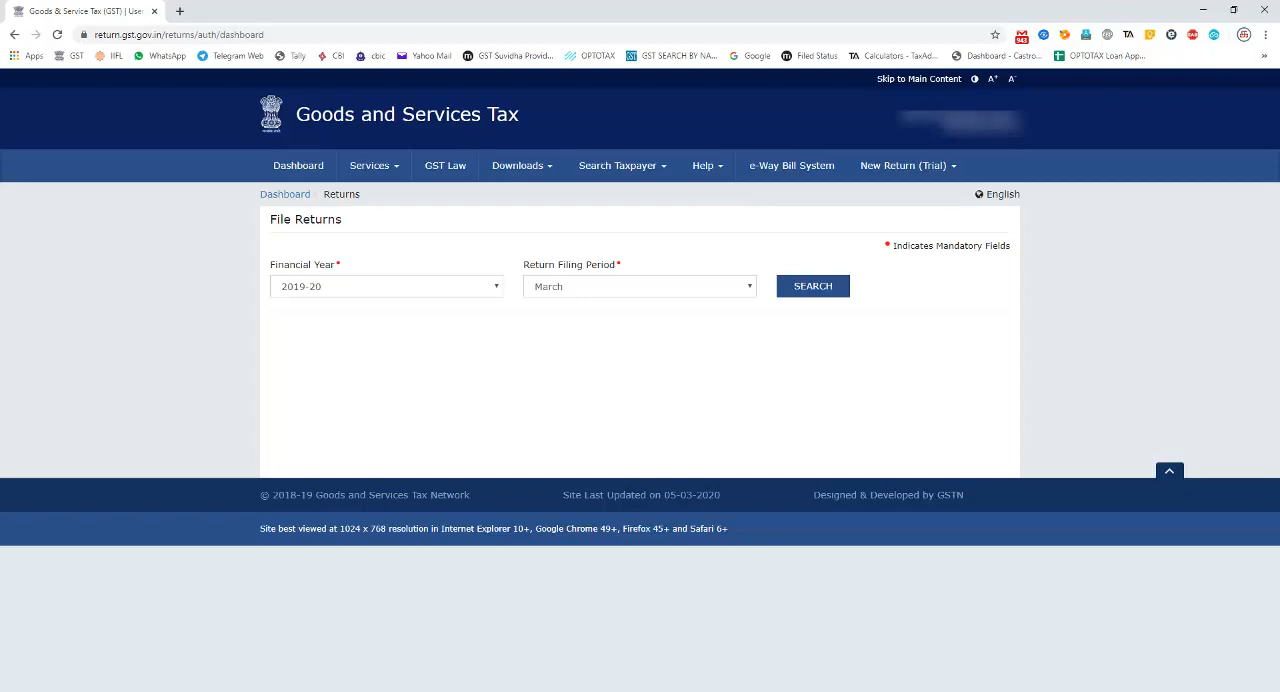 Goods & Service Tax (GST) | User
return.gst.gov.in/returns/auth/dashboard
943
Apps GST IIFL WhatsApp Telegram Web Tally CBI cbic Yahoo Mail GST Suvidha Provid... OPTOTAX GST SEARCH BY NA... Google Filed Status TA Calculators - TaxAd... Dashboard - Castro... OPTOTAX Loan App... »
Skip to Main Content A+ A-
Goods and Services Tax
Dashboard Services GST Law Downloads Search Taxpayer Help e-Way Bill System New Return (Trial)
Dashboard Returns English
File Returns
• Indicates Mandatory Fields
Financial Year• Return Filing Period•
2019-20 March SEARCH
© 2018-19 Goods and Services Tax Network Site Last Updated on 05-03-2020 Designed & Developed by GSTN
Site best viewed at 1024 x 768 resolution in Internet Explorer 10+, Google Chrome 49+, Firefox 45+ and Safari 6+